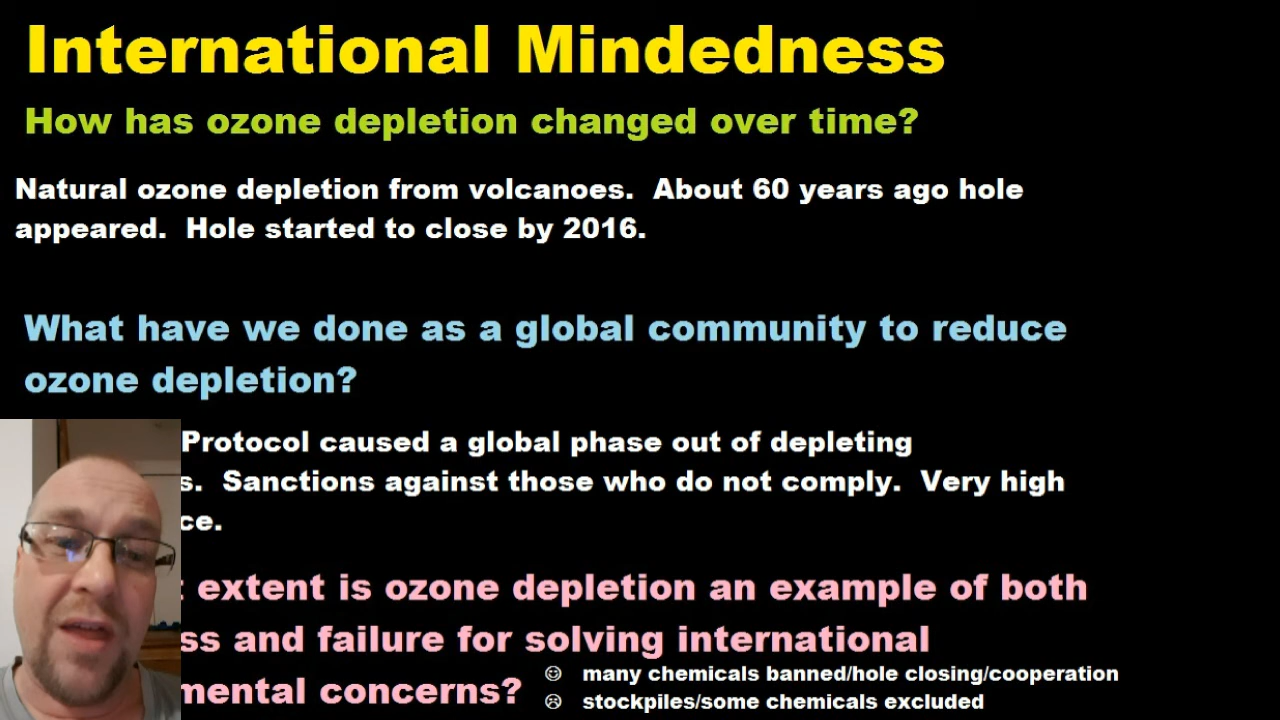 International Mindedness
How has ozone depletion changed over time?
Natural ozone depletion from volcanoes.  About 60 years ago hole
appeared.  Hole started to close by 2016.
What have we done as a global community to reduce
ozone depletion?
Protocol caused a global phase out of depleting
s.  Sanctions against those who do not comply.  Very high
ce.
extent is ozone depletion an example of both
ss and failure for solving international
mental concerns?
☺ many chemicals banned/hole closing/cooperation
☹ stockpiles/some chemicals excluded